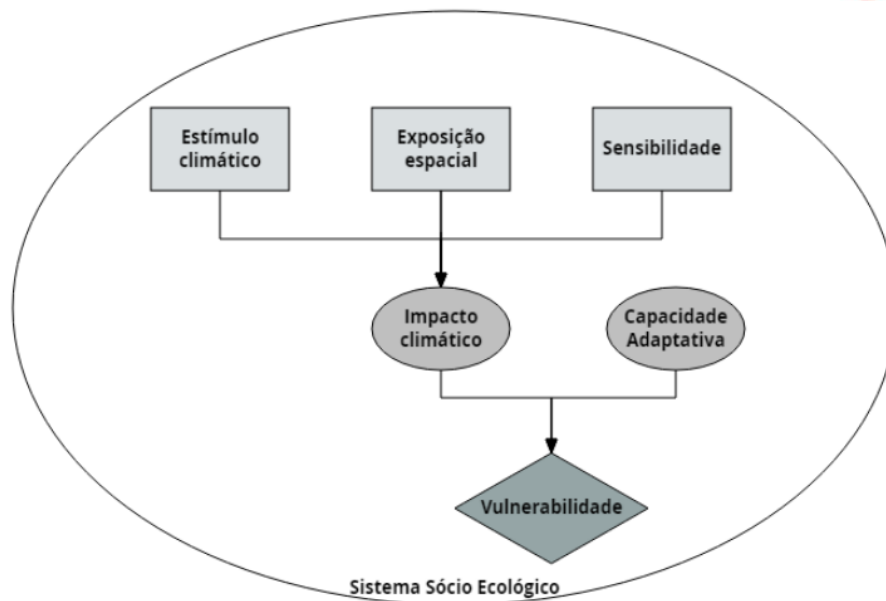 Estímulo
climático
Exposição
espacial
Sensibilidade
Impacto
climático
Capacidade
Adaptativa
Vulnerabilidade
Sistema Sócio Ecológico